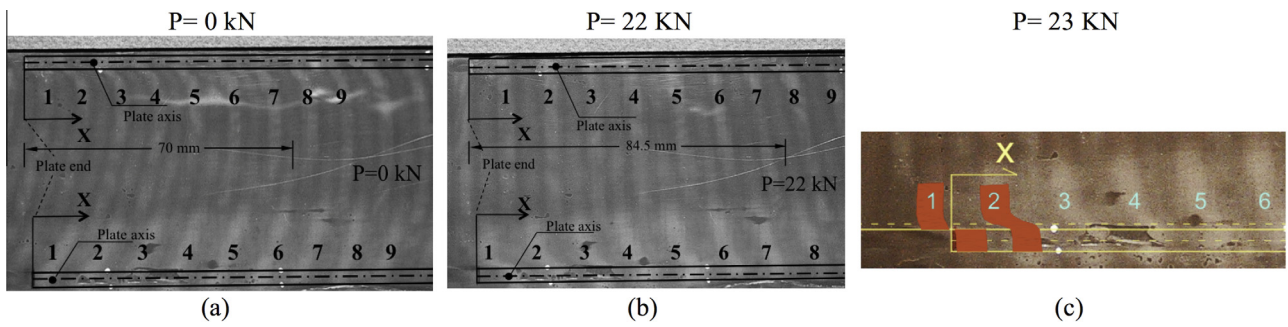 P= 0 kN
P= 22 KN
P= 23 KN
1 2 3 4 5 6 7 8 9
Plate axis
X
70 mm
Plate end
P=0 kN
X
Plate axis
1 2 3 4 5 6 7 8 9
(a)
1 2 3 4 5 6 7 8 9
Plate axis
X
84.5 mm
Plate end
P=22 kN
X
Plate axis
1 2 3 4 5 6 7 8
(b)
X
1 2 3 4 5 6
(c)